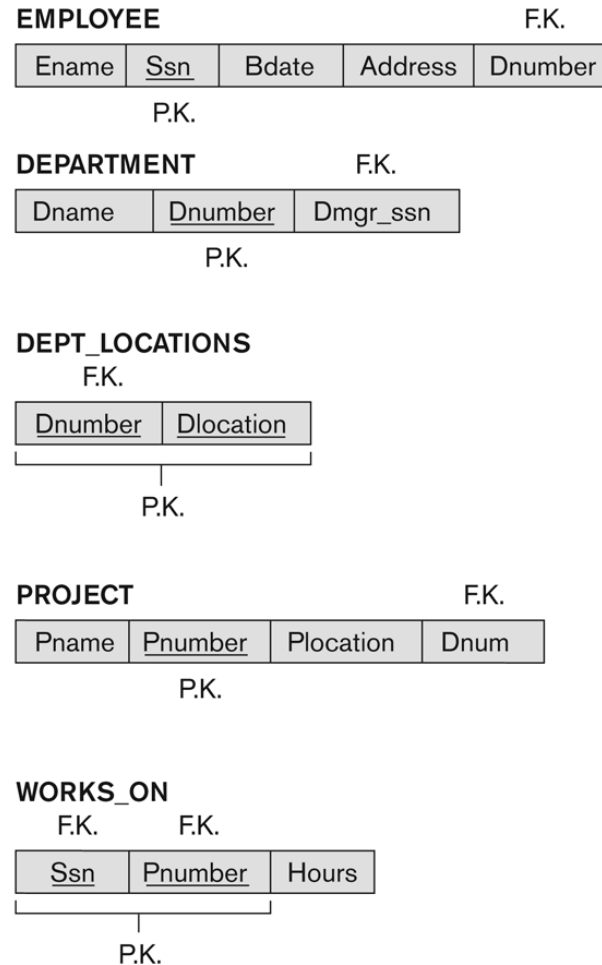 EMPLOYEE F.K.
Ename Ssn Bdate Address Dnumber
P.K.
DEPARTMENT F.K.
Dname Dnumber Dmgr_ssn
P.K.
DEPT_LOCATIONS
F.K.
Dnumber Dlocation
P.K.
PROJECT F.K.
Pname Pnumber Plocation Dnum
P.K.
WORKS_ON
F.K. F.K.
Ssn Pnumber Hours
P.K.